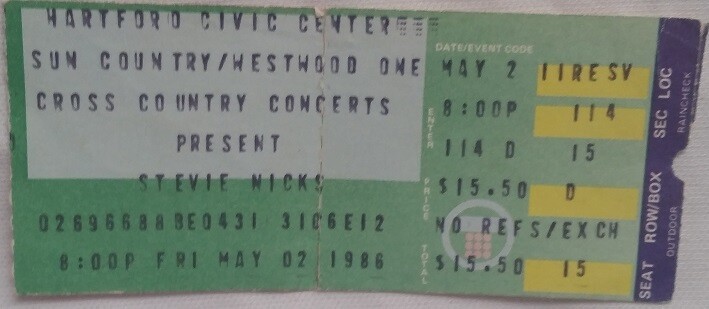 HARTFORD CIVIC CENTER
SUN COUNTRY/WESTWOOD ONE
CROSS COUNTRY CONCERTS
PRESENT
STEVIE NICKS
8:00P FRI MAY 02 1986
DATE/EVENT CODE
MAY 2 11RESV
ENTER
8:00P 114
114 D 15
PRICE
$15.50 D
NO REFS/EXCH
TOTAL
$15.50 15
SEAT ROW/BOX SEC LOC
OUTDOOR RAINCHECK